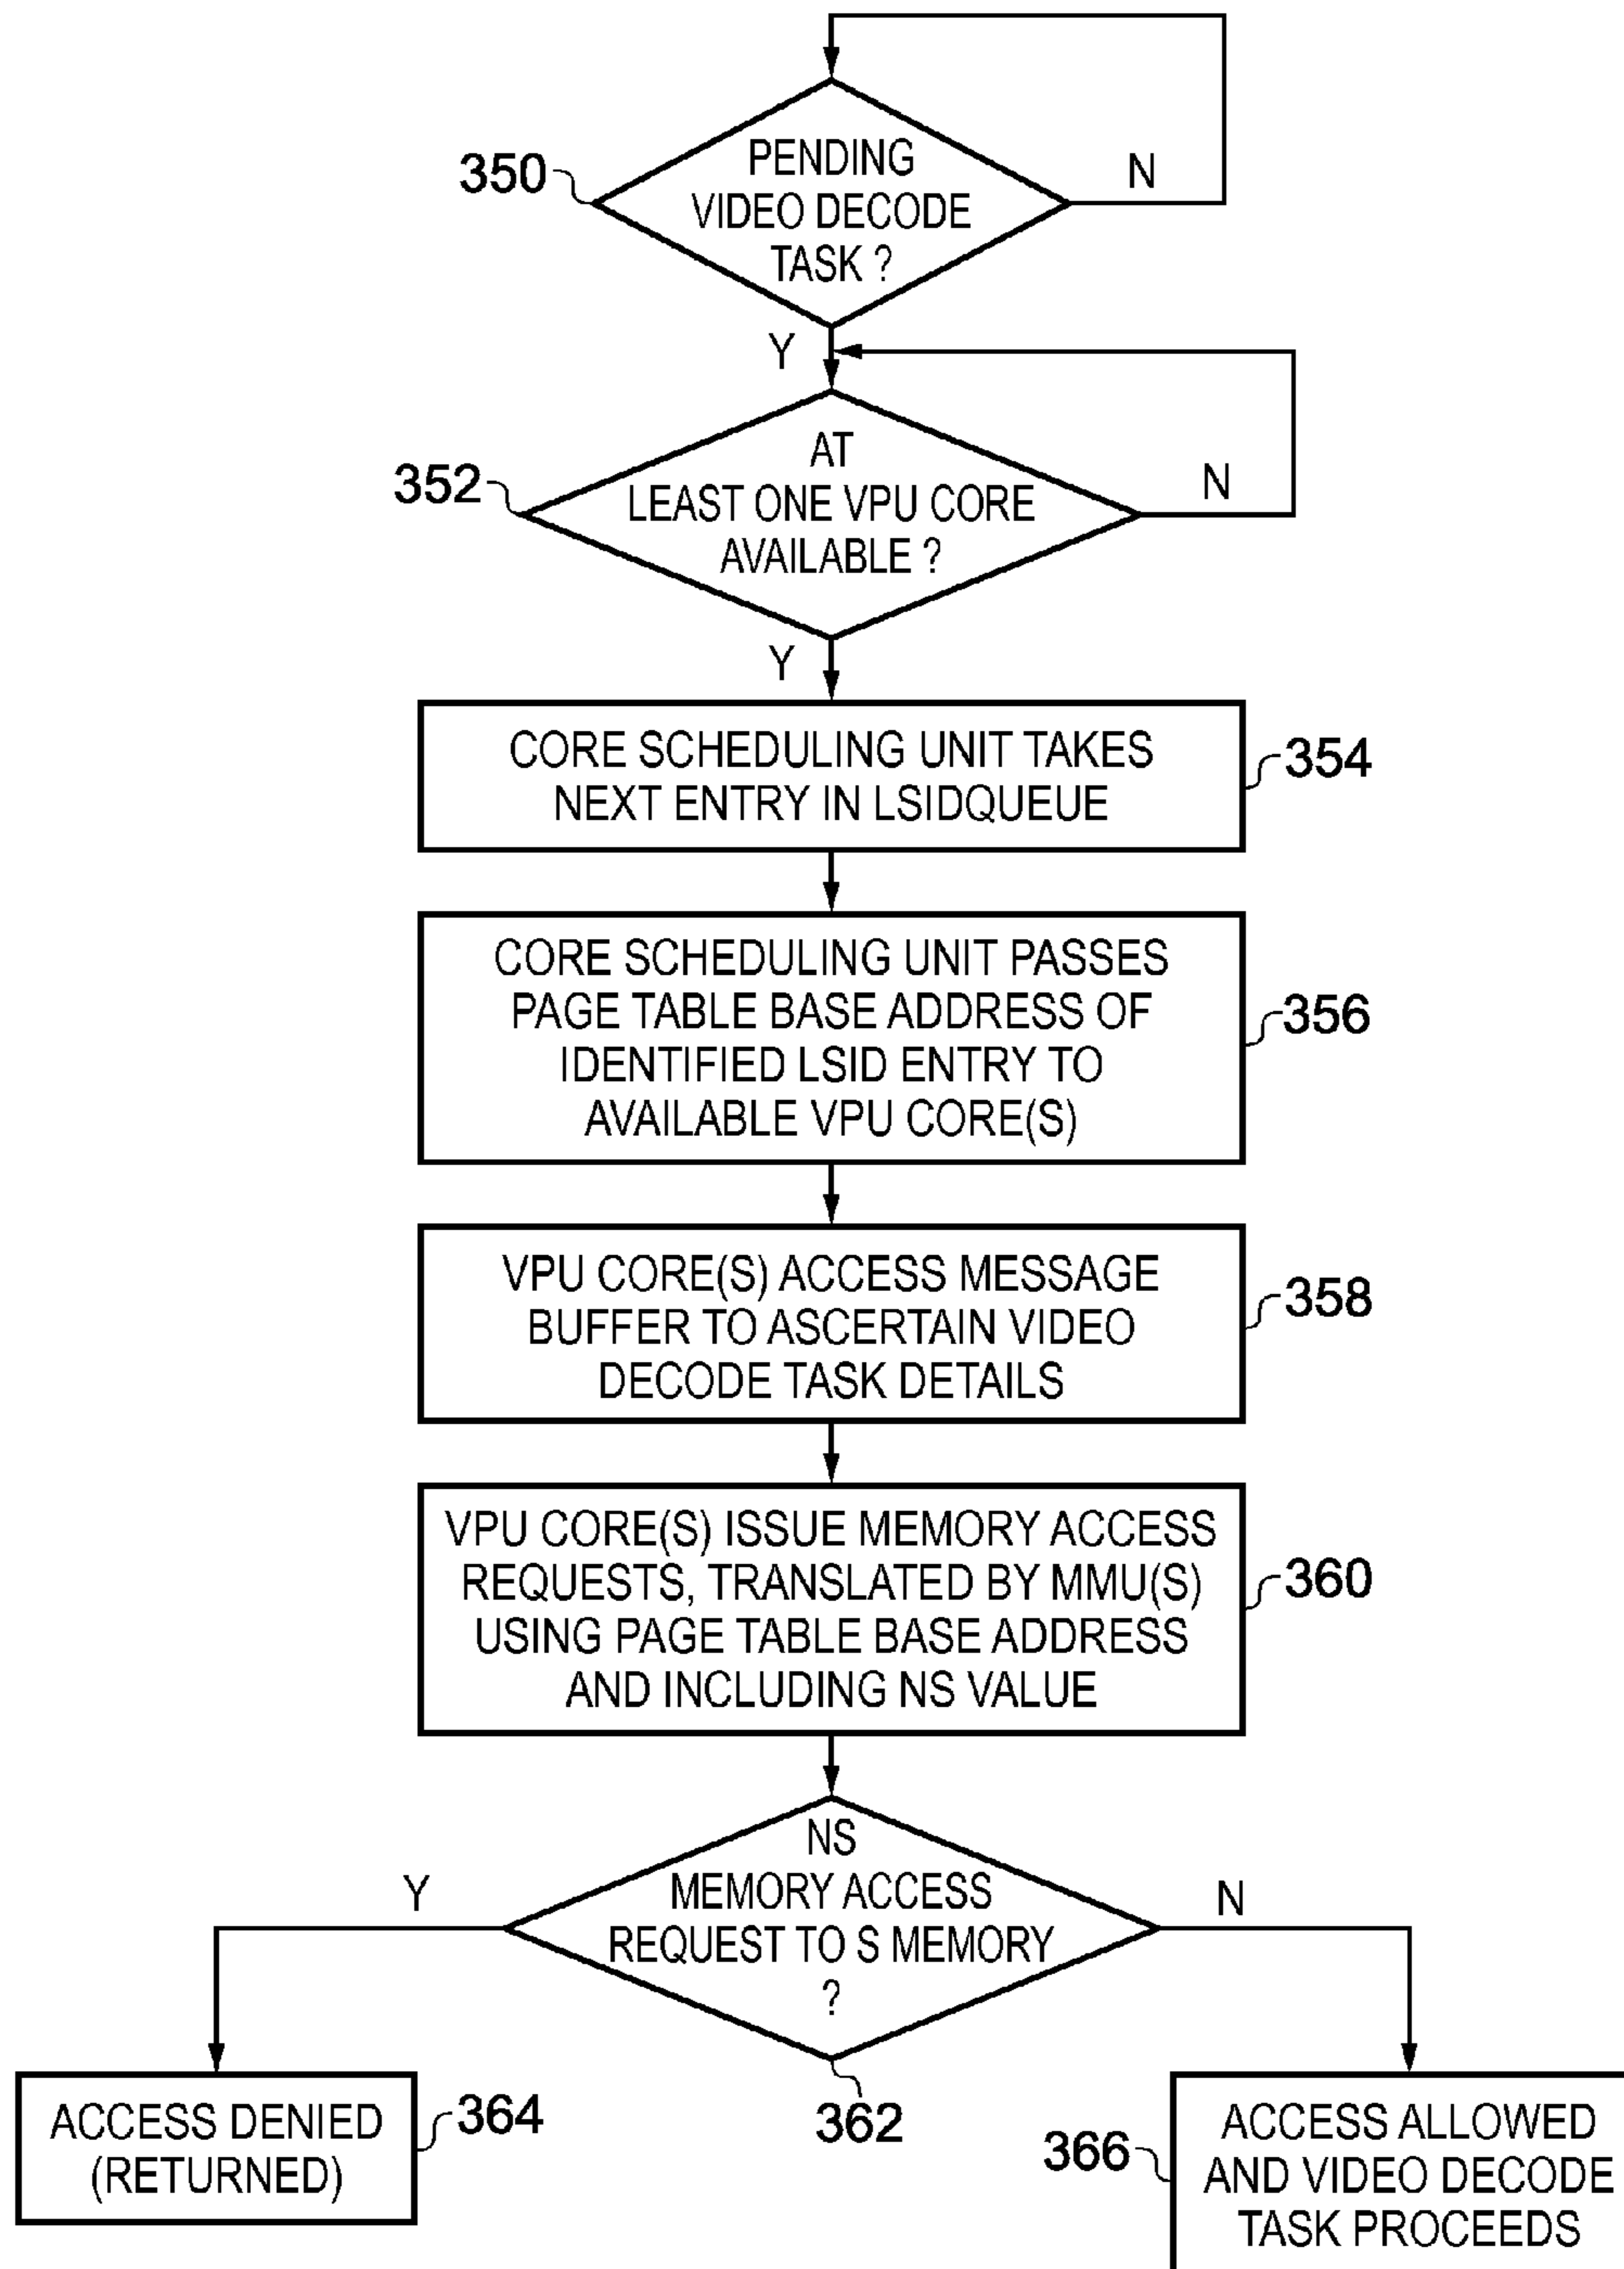 PENDING
VIDEO DECODE
TASK ?
350
N
Y
AT
LEAST ONE VPU CORE
AVAILABLE ?
352
N
Y
CORE SCHEDULING UNIT TAKES
NEXT ENTRY IN LSIDQUEUE
354
CORE SCHEDULING UNIT PASSES
PAGE TABLE BASE ADDRESS OF
IDENTIFIED LSID ENTRY TO
AVAILABLE VPU CORE(S)
356
VPU CORE(S) ACCESS MESSAGE
BUFFER TO ASCERTAIN VIDEO
DECODE TASK DETAILS
358
VPU CORE(S) ISSUE MEMORY ACCESS
REQUESTS, TRANSLATED BY MMU(S)
USING PAGE TABLE BASE ADDRESS
AND INCLUDING NS VALUE
360
NS
MEMORY ACCESS
REQUEST TO S MEMORY
?
Y
N
362
ACCESS DENIED
(RETURNED)
364
366
ACCESS ALLOWED
AND VIDEO DECODE
TASK PROCEEDS